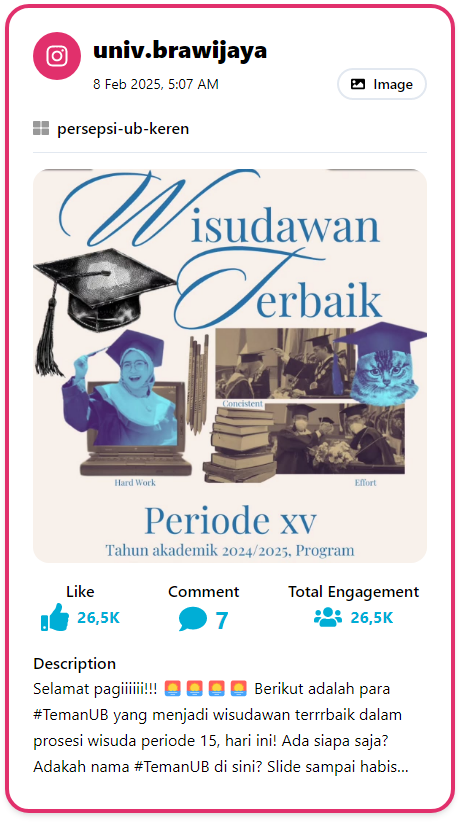 univ.brawijaya
8 Feb 2025, 5:07 AM
Image
persepsi-ub-keren
Wisudawan
Terbaik
Concistent
Hard Work
Effort
Periode xv
Tahun akademik 2024/2025, Program
Like
Comment
Total Engagement
26,5K
7
26,5K
Description
Selamat pagiiiiii!!! 🌅🌅🌅🌅 Berikut adalah para
#TemanUB yang menjadi wisudawan terrrbaik dalam
prosesi wisuda periode 15, hari ini! Ada siapa saja?
Adakah nama #TemanUB di sini? Slide sampai habis...